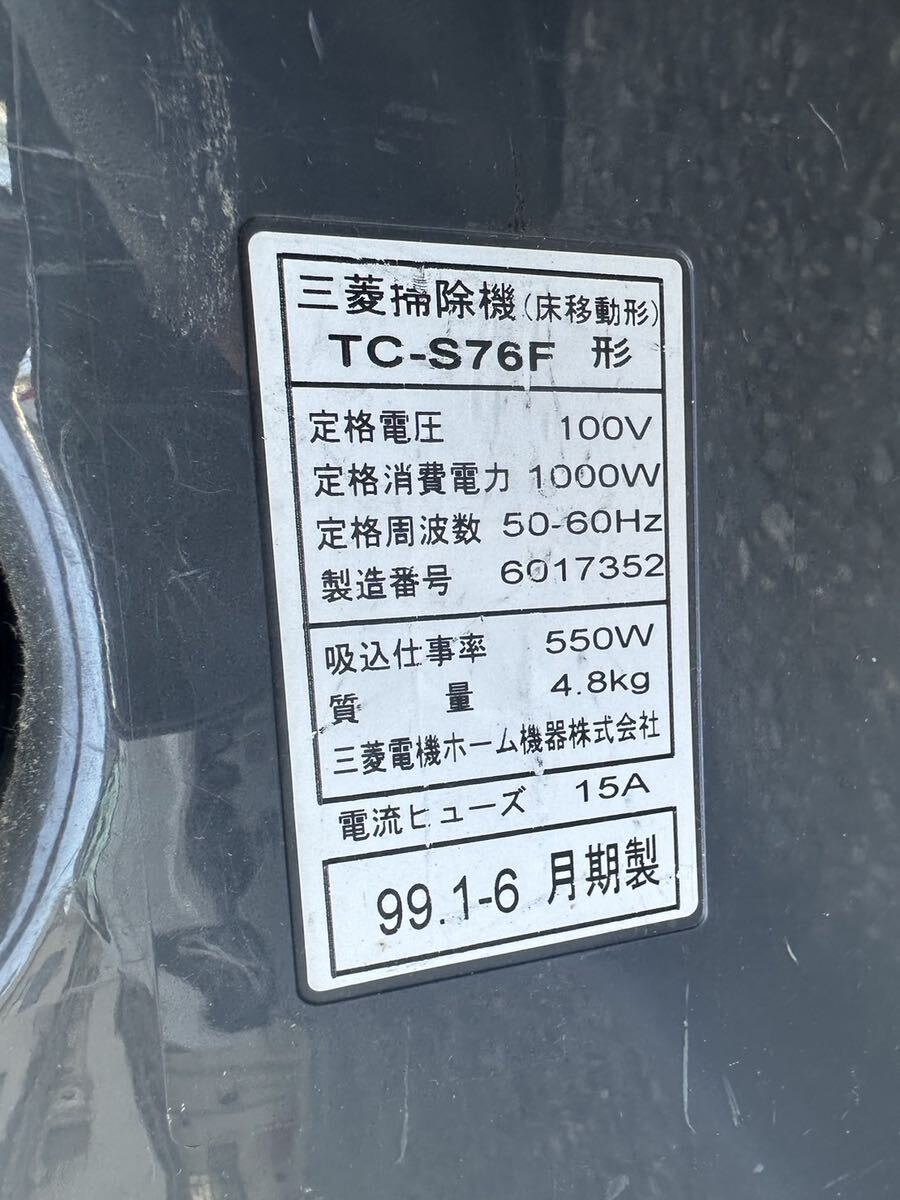 三菱掃除機(床移動形)
TC-S76F 形
定格電圧 100V
定格消費電力 1000W
定格周波数 50-60Hz
製造番号 6017352
吸込仕事率 550W
質量 4.8kg
三菱電機ホーム機器株式会社
電流ヒューズ 15A
99.1-6 月期製